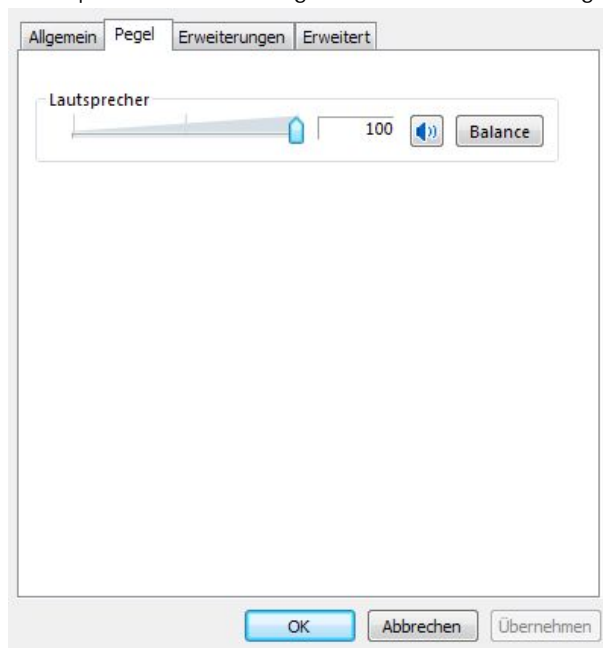 Allgemein Pegel Erweiterungen Erweitert
Lautsprecher
100 Balance
OK Abbrechen Übernehmen